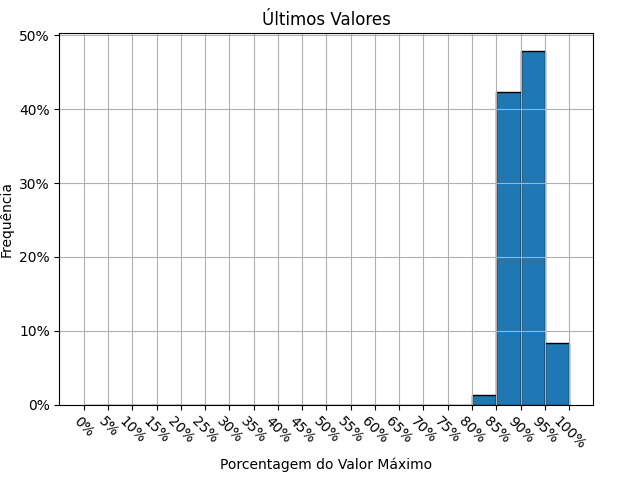 Últimos Valores
50%
40%
30%
20%
10%
0%
Frequência
0% 5% 10% 15% 20% 25% 30% 35% 40% 45% 50% 55% 60% 65% 70% 75% 80% 85% 90% 95% 100%
Porcentagem do Valor Máximo